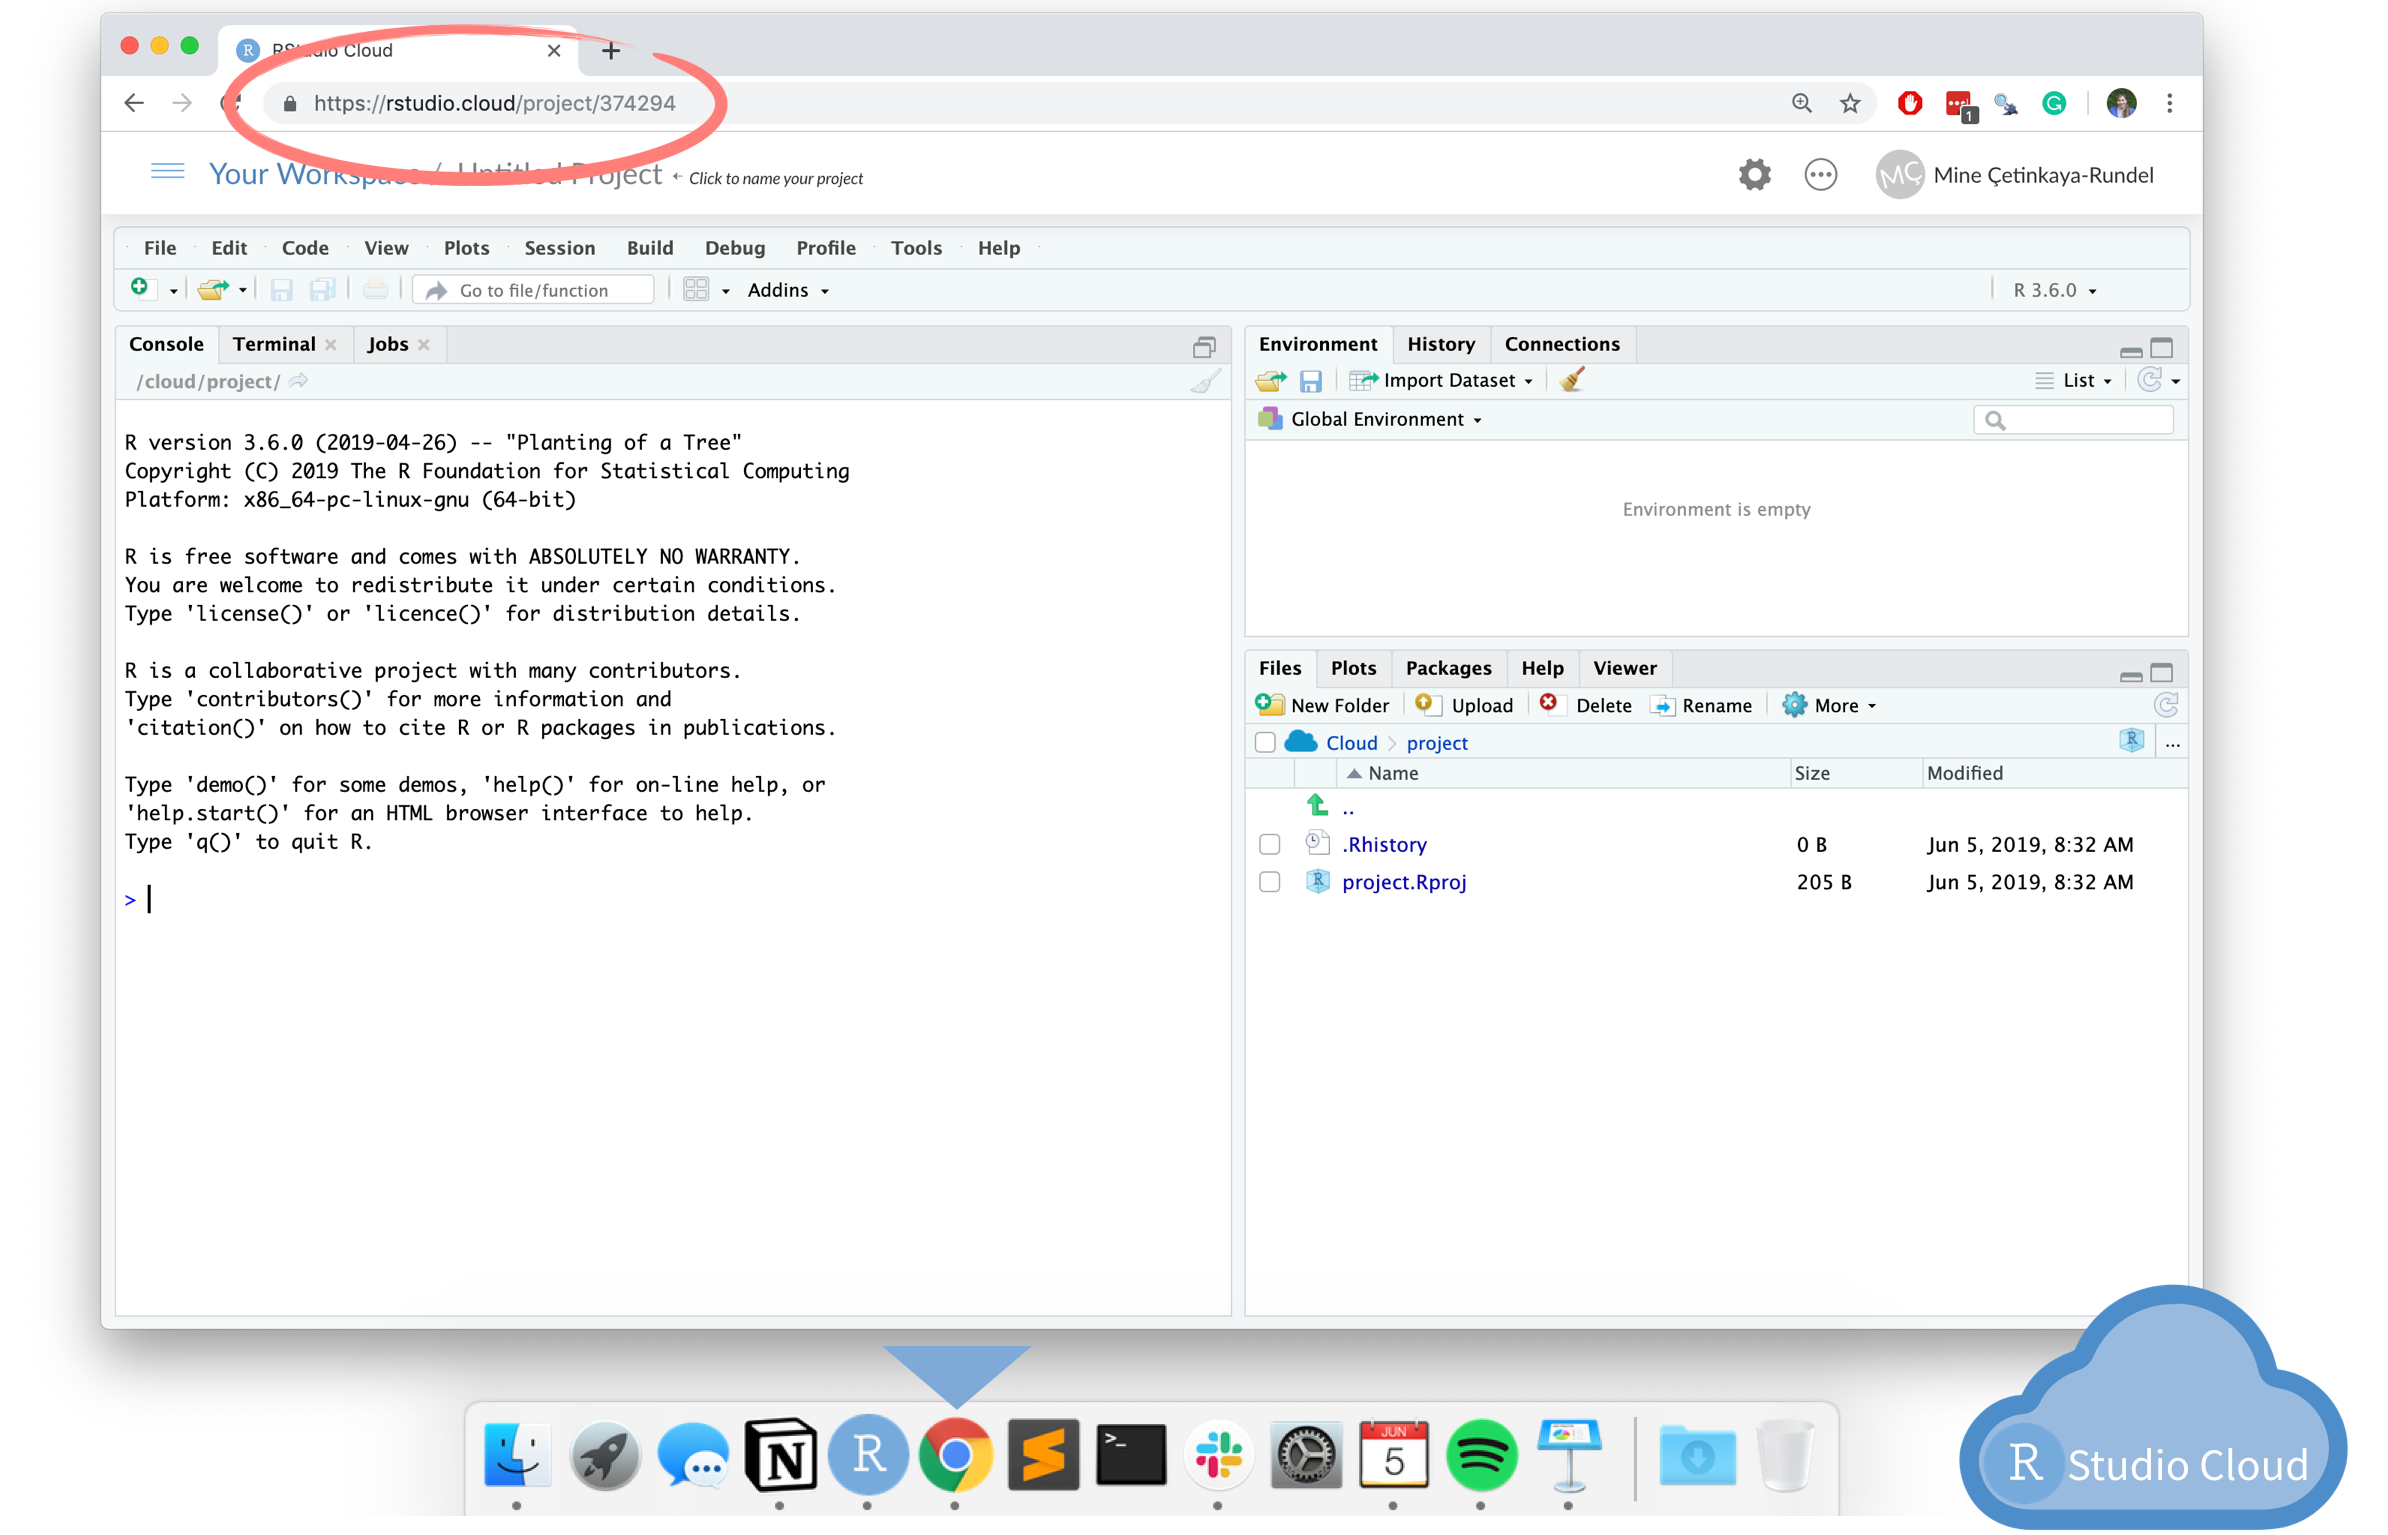 RStudio Cloud
https://rstudio.cloud/project/374294
1
Your Workspace / Untitled Project Click to name your project
MÇ Mine Çetinkaya-Rundel
File Edit Code View Plots Session Build Debug Profile Tools Help
Go to file/function Addins R 3.6.0
Console Terminal Jobs
/cloud/project/
R version 3.6.0 (2019-04-26) -- "Planting of a Tree"
Copyright (C) 2019 The R Foundation for Statistical Computing
Platform: x86_64-pc-linux-gnu (64-bit)
R is free software and comes with ABSOLUTELY NO WARRANTY.
You are welcome to redistribute it under certain conditions.
Type 'license()' or 'licence()' for distribution details.
R is a collaborative project with many contributors.
Type 'contributors()' for more information and
'citation()' on how to cite R or R packages in publications.
Type 'demo()' for some demos, 'help()' for on-line help, or
'help.start()' for an HTML browser interface to help.
Type 'q()' to quit R.
>
Environment History Connections
Import Dataset List
Global Environment
Environment is empty
Files Plots Packages Help Viewer
New Folder Upload Delete Rename More
Cloud project ...
Name Size Modified
..
.Rhistory 0 B Jun 5, 2019, 8:32 AM
project.Rproj 205 B Jun 5, 2019, 8:32 AM
N R >_ JUN
5
R Studio Cloud